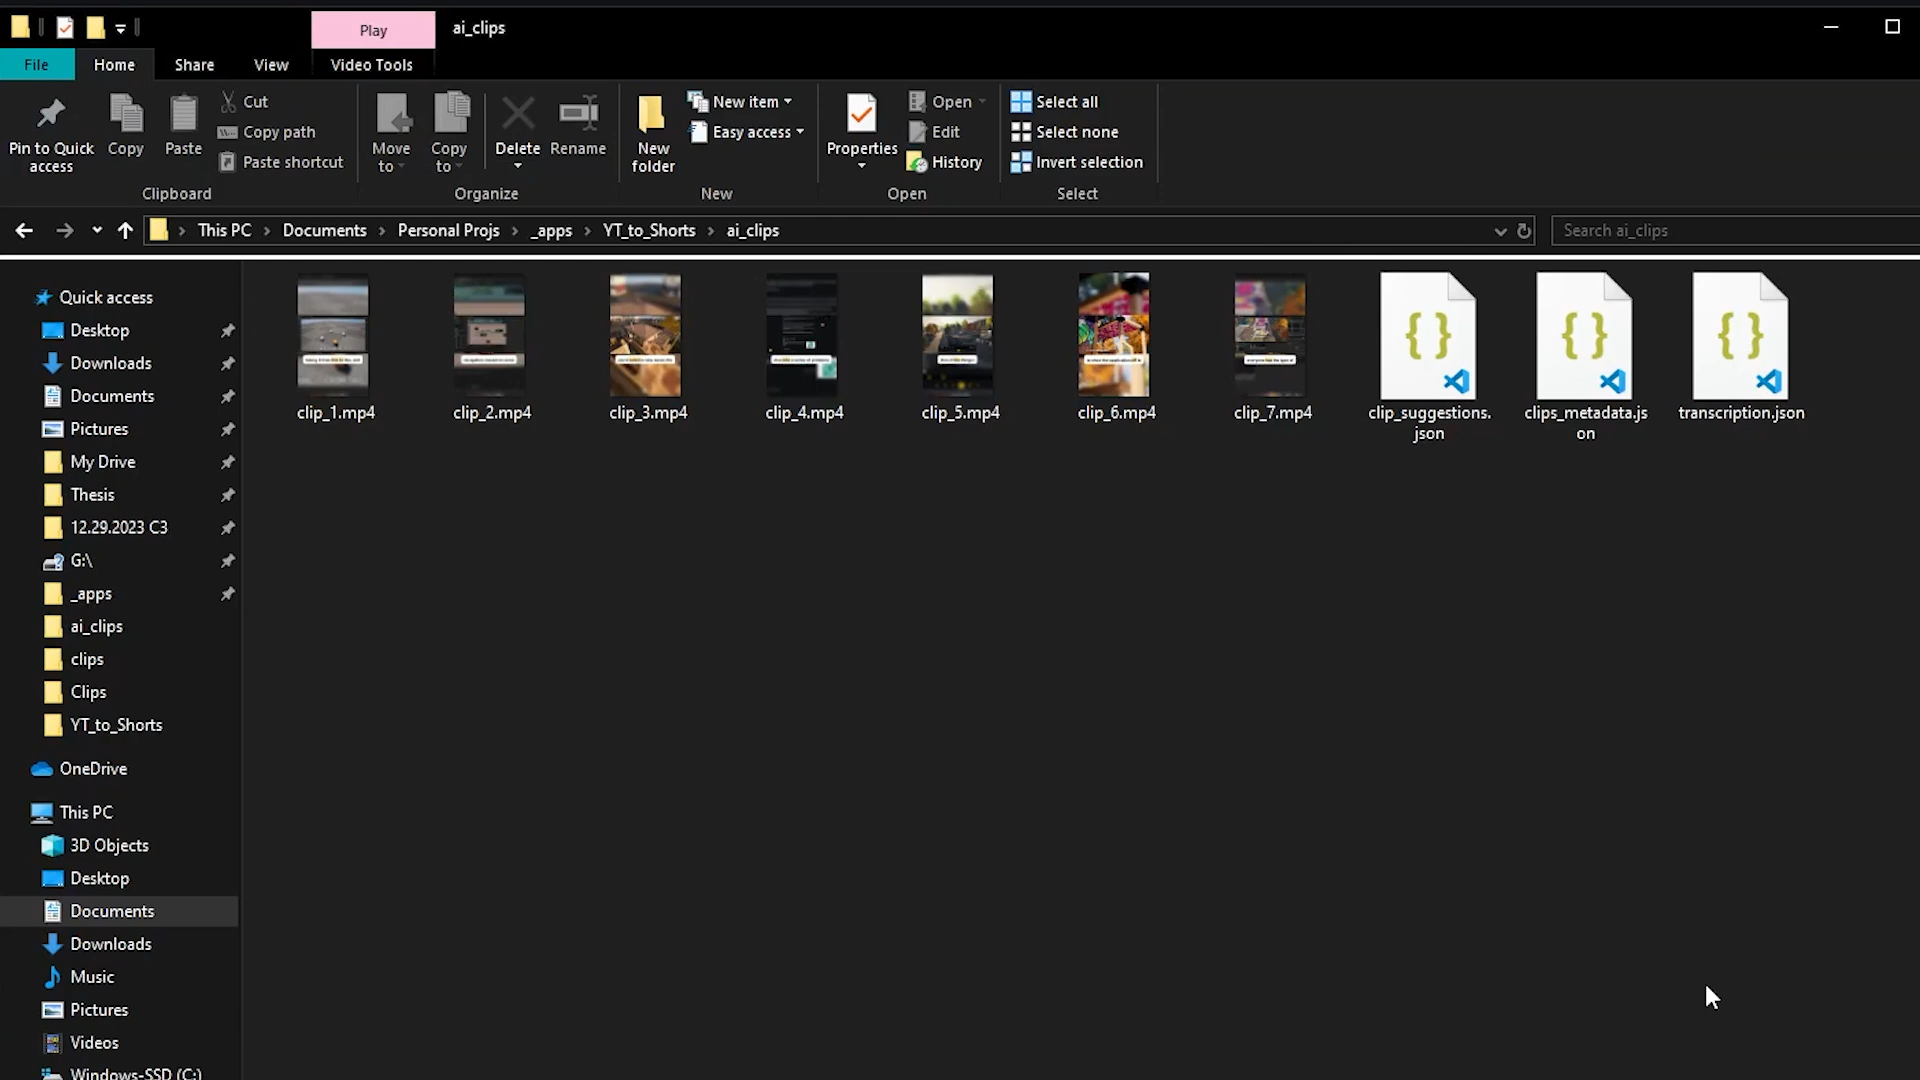 Play
ai_clips
File
Home
Share
View
Video Tools
Pin to Quick
access
Copy
Paste
Cut
Copy path
Paste shortcut
Clipboard
Move
to
Copy
to
Delete
Rename
Organize
New
folder
New item
Easy access
New
Properties
Open
Edit
History
Open
Select all
Select none
Invert selection
Select
This PC
Documents
Personal Projs
_apps
YT_to_Shorts
ai_clips
Search ai_clips
Quick access
Desktop
Downloads
Documents
Pictures
My Drive
Thesis
12.29.2023 C3
G:\
_apps
ai_clips
clips
Clips
YT_to_Shorts
OneDrive
This PC
3D Objects
Desktop
Documents
Downloads
Music
Pictures
Videos
Windows-SSD (C:)
clip_1.mp4
clip_2.mp4
clip_3.mp4
clip_4.mp4
clip_5.mp4
clip_6.mp4
clip_7.mp4
clip_suggestions.
json
clips_metadata.js
on
transcription.json